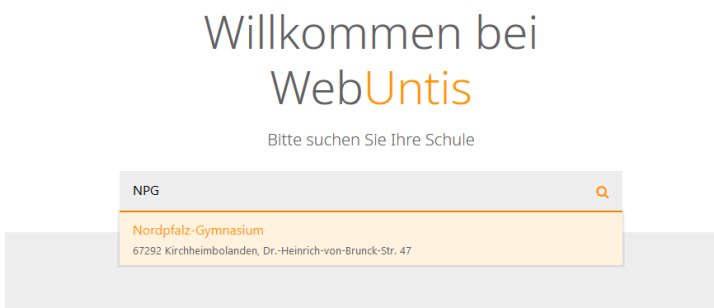 Willkommen bei
WebUntis
Bitte suchen Sie Ihre Schule
NPG
Nordpfalz-Gymnasium
67292 Kirchheimbolanden, Dr.-Heinrich-von-Brunck-Str. 47